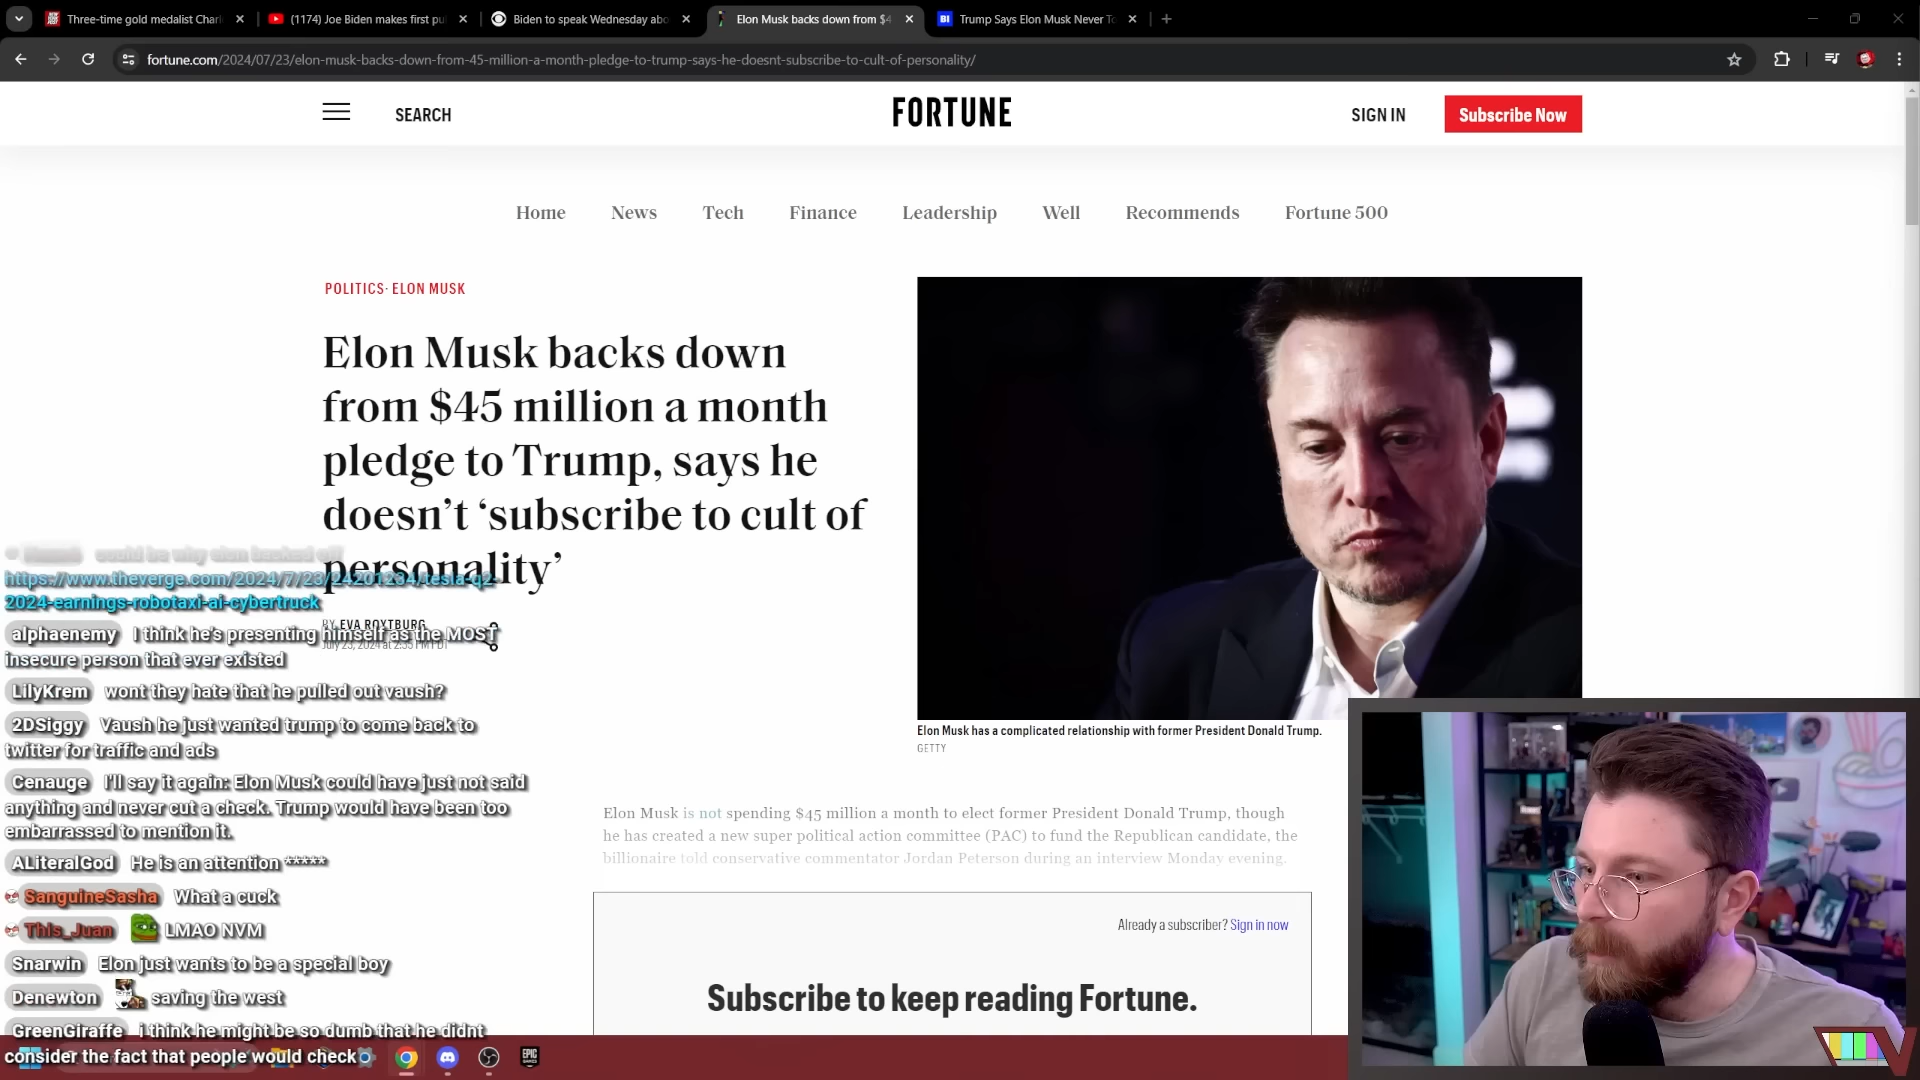 Three-time gold medalist Charl
(1174) Joe Biden makes first pu
Biden to speak Wednesday abo
Elon Musk backs down from $4
BI Trump Says Elon Musk Never To
fortune.com/2024/07/23/elon-musk-backs-down-from-45-million-a-month-pledge-to-trump-says-he-doesnt-subscribe-to-cult-of-personality/
SEARCH
FORTUNE
SIGN IN
Subscribe Now
Home News Tech Finance Leadership Well Recommends Fortune 500
POLITICS· ELON MUSK
Elon Musk backs down
from $45 million a month
pledge to Trump, says he
doesn’t ‘subscribe to cult of
personality’
BY EVA ROYTBURG
July 23, 2024 at 2:55 PM PDT
Elon Musk has a complicated relationship with former President Donald Trump.
GETTY
Elon Musk is not spending $45 million a month to elect former President Donald Trump, though
he has created a new super political action committee (PAC) to fund the Republican candidate, the
billionaire told conservative commentator Jordan Peterson during an interview Monday evening.
Already a subscriber? Sign in now
Subscribe to keep reading Fortune.
could be why elon backed off
https://www.theverge.com/2024/7/23/24201234/tesla-q2-
2024-earnings-robotaxi-ai-cybertruck
alphaenemy I think he's presenting himself as the MOST
insecure person that ever existed
LilyKrem wont they hate that he pulled out vaush?
2DSiggy Vaush he just wanted trump to come back to
twitter for traffic and ads
Cenauge I'll say it again: Elon Musk could have just not said
anything and never cut a check. Trump would have been too
embarrassed to mention it.
ALiteralGod He is an attention *****
SanguineSasha What a cuck
This_Juan LMAO NVM
Snarwin Elon just wants to be a special boy
Denewton saving the west
GreenGiraffe i think he might be so dumb that he didnt
consider the fact that people would check
EPIC
GAMES